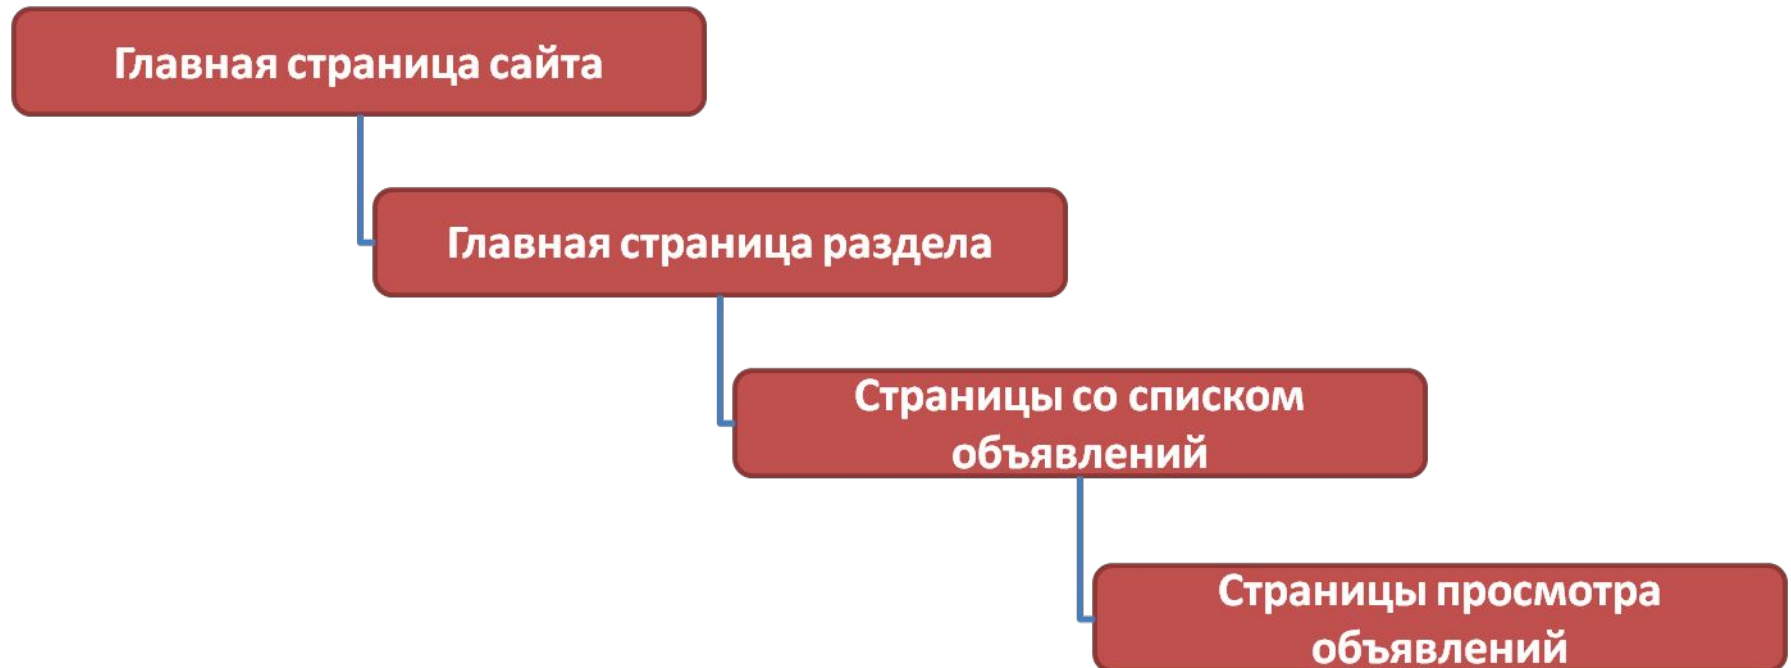 Главная страница сайта
Главная страница раздела
Страницы со списком
объявлений
Страницы просмотра
объявлений